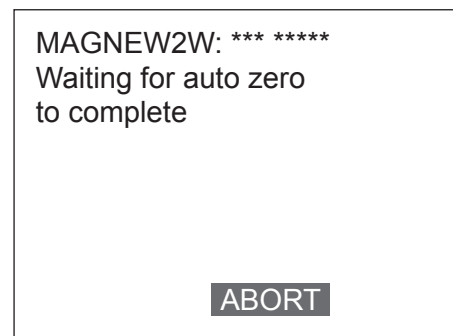 MAGNEW2W: *** *****
Waiting for auto zero
to complete
ABORT